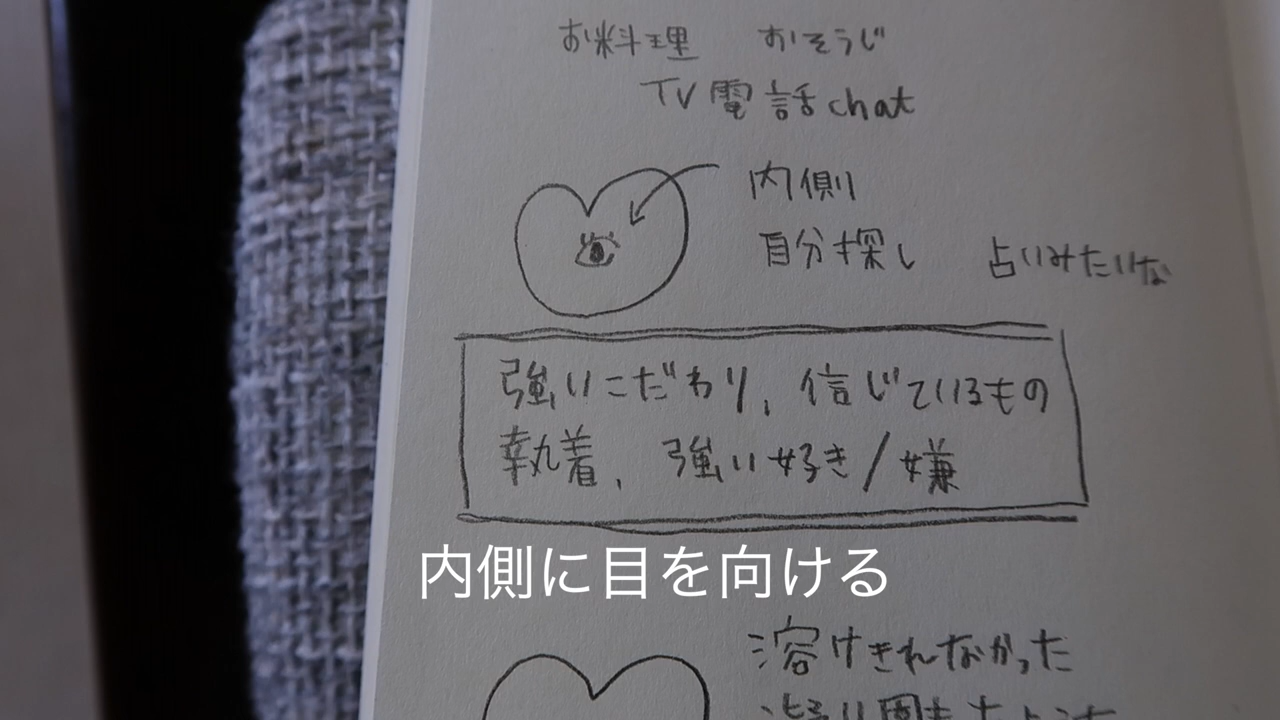 お料理 おそうじ
TV電話chat
内側
自分探し 占いみたいな
強いこだわり、信じているもの
執着、強い好き/嫌
内側に目を向ける
溶けきれなかった